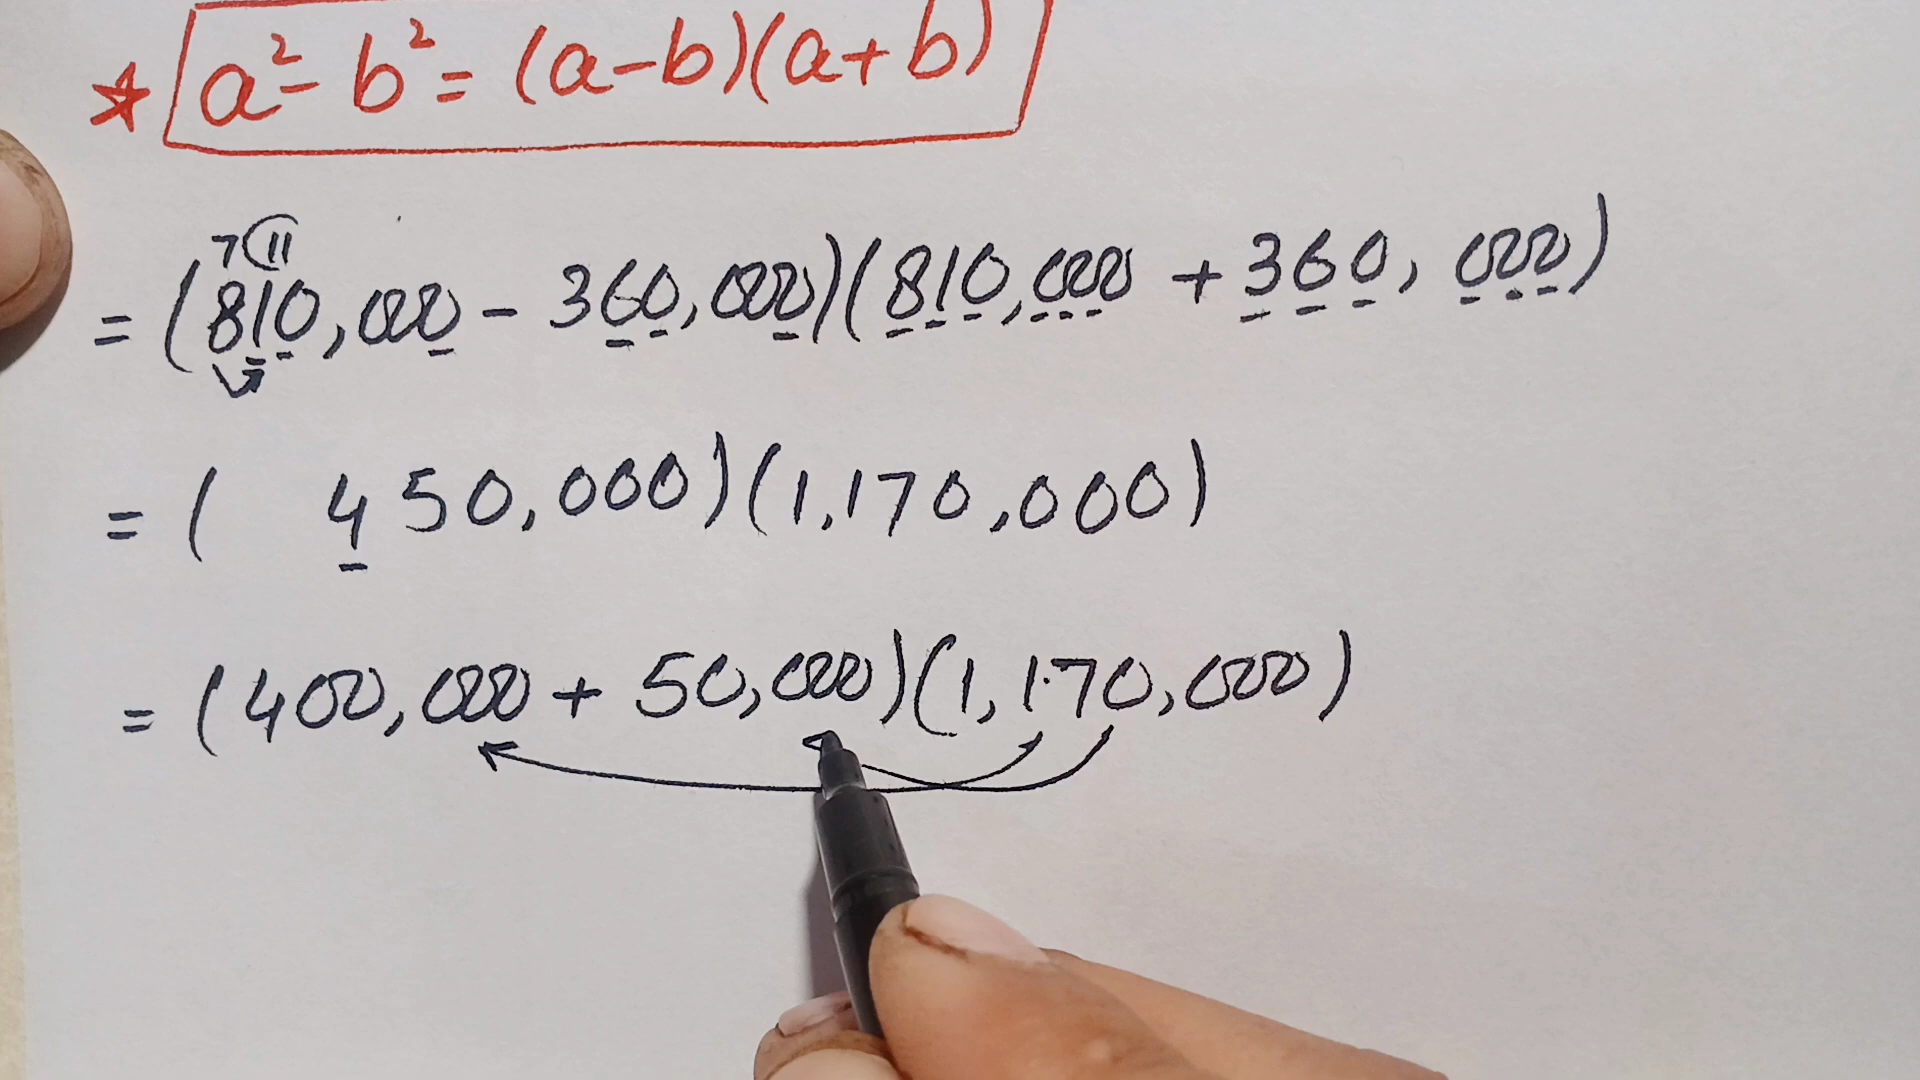 * a² - b² = (a-b)(a+b)
7 11
= (810,000 - 360,000)(810,000 + 360,000)
= ( 450,000)(1,170,000)
= (400,000 + 50,000)(1,170,000)